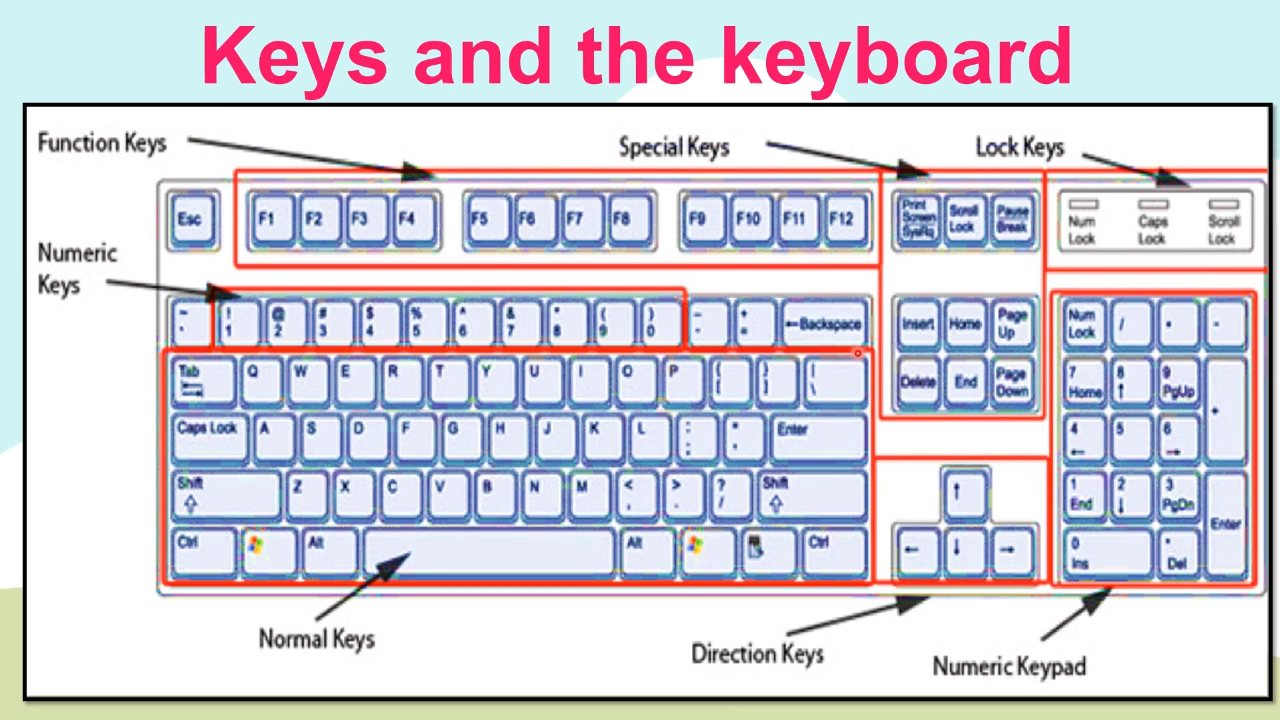 Keys and the keyboard
Function Keys
Special Keys
Lock Keys
Esc
F1 F2 F3 F4
F5 F6 F7 F8
F9 F10 F11 F12
Print Screen SysRq
Scroll Lock
Pause Break
Num Lock
Caps Lock
Scroll Lock
Numeric
Keys
~
! 1
@ 2
# 3
$ 4
% 5
^ 6
& 7
* 8
( 9
) 0
+ =
←Backspace
Insert
Home
Page Up
Num Lock
/
-
Tab
Q W E R T Y U I O P
{ [
} ]
| \
Delete
End
Page Down
7 Home
8 ↑
9 PgUp
+
Caps Lock
A S D F G H J K L
: ;
Enter
4 ←
5
6 →
Shift
Z X C V B N M
< ,
> .
? /
Shift
↑
1 End
2 ↓
3 PgDn
Enter
Ctrl
Alt
Alt
Ctrl
← ↓ →
0 Ins
. Del
Normal Keys
Direction Keys
Numeric Keypad